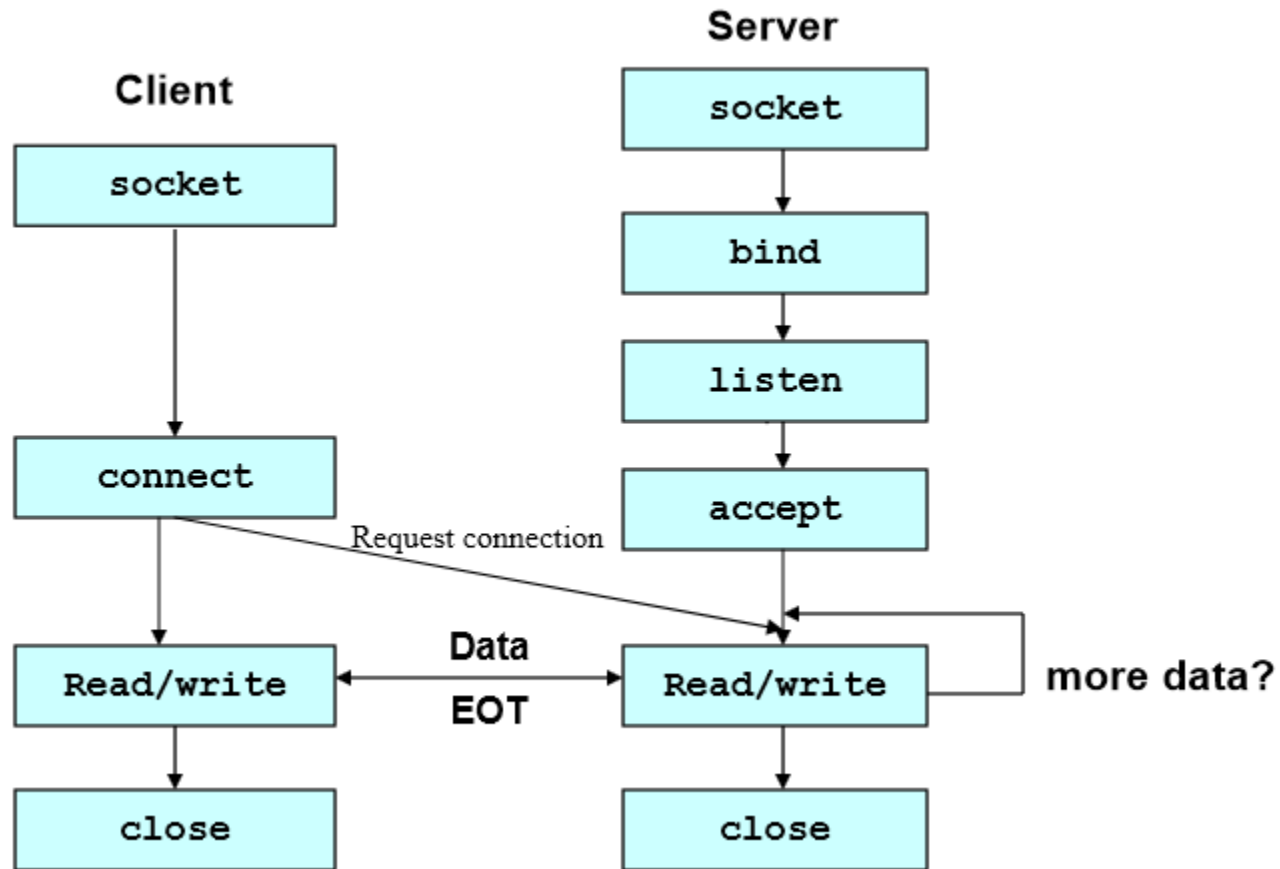 Server
Client
socket
socket
bind
listen
connect
accept
Request connection
Data
Read/write
Read/write
more data?
EOT
close
close